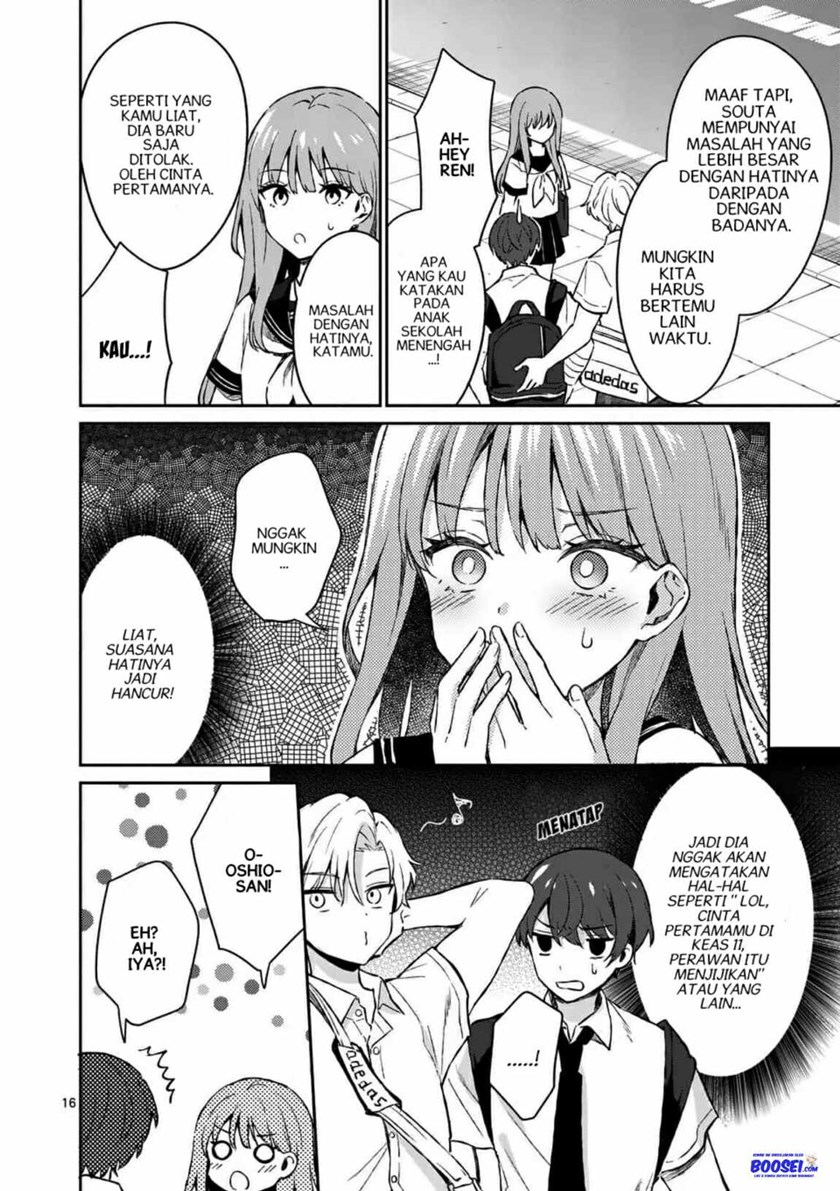 MAAF TAPI,
SOUTA
MEMPUNYAI
MASALAH YANG
LEBIH BESAR
DENGAN HATINYA
DARIPADA
DENGAN
BADANYA.
MUNGKIN
KITA
HARUS
BERTEMU
LAIN
WAKTU.
AH-
HEY
REN!
APA
YANG KAU
KATAKAN
PADA
ANAK
SEKOLAH
MENENGAH
...!
adedas
SEPERTI YANG
KAMU LIAT,
DIA BARU
SAJA
DITOLAK.
OLEH CINTA
PERTAMANYA.
MASALAH
DENGAN
HATINYA,
KATAMU.
KAU...!
NGGAK
MUNGKIN
...
LIAT,
SUASANA
HATINYA
JADI
HANCUR!
JADI DIA
NGGAK AKAN
MENGATAKAN
HAL-HAL
SEPERTI " LOL,
CINTA
PERTAMAMU DI
KEAS 11,
PERAWAN ITU
MENJIJIKAN"
ATAU YANG
LAIN...
MENATAP
......!
adedas
O-
OSHIO-
SAN!
EH?
AH,
IYA?!
16
BOOSEI.COM